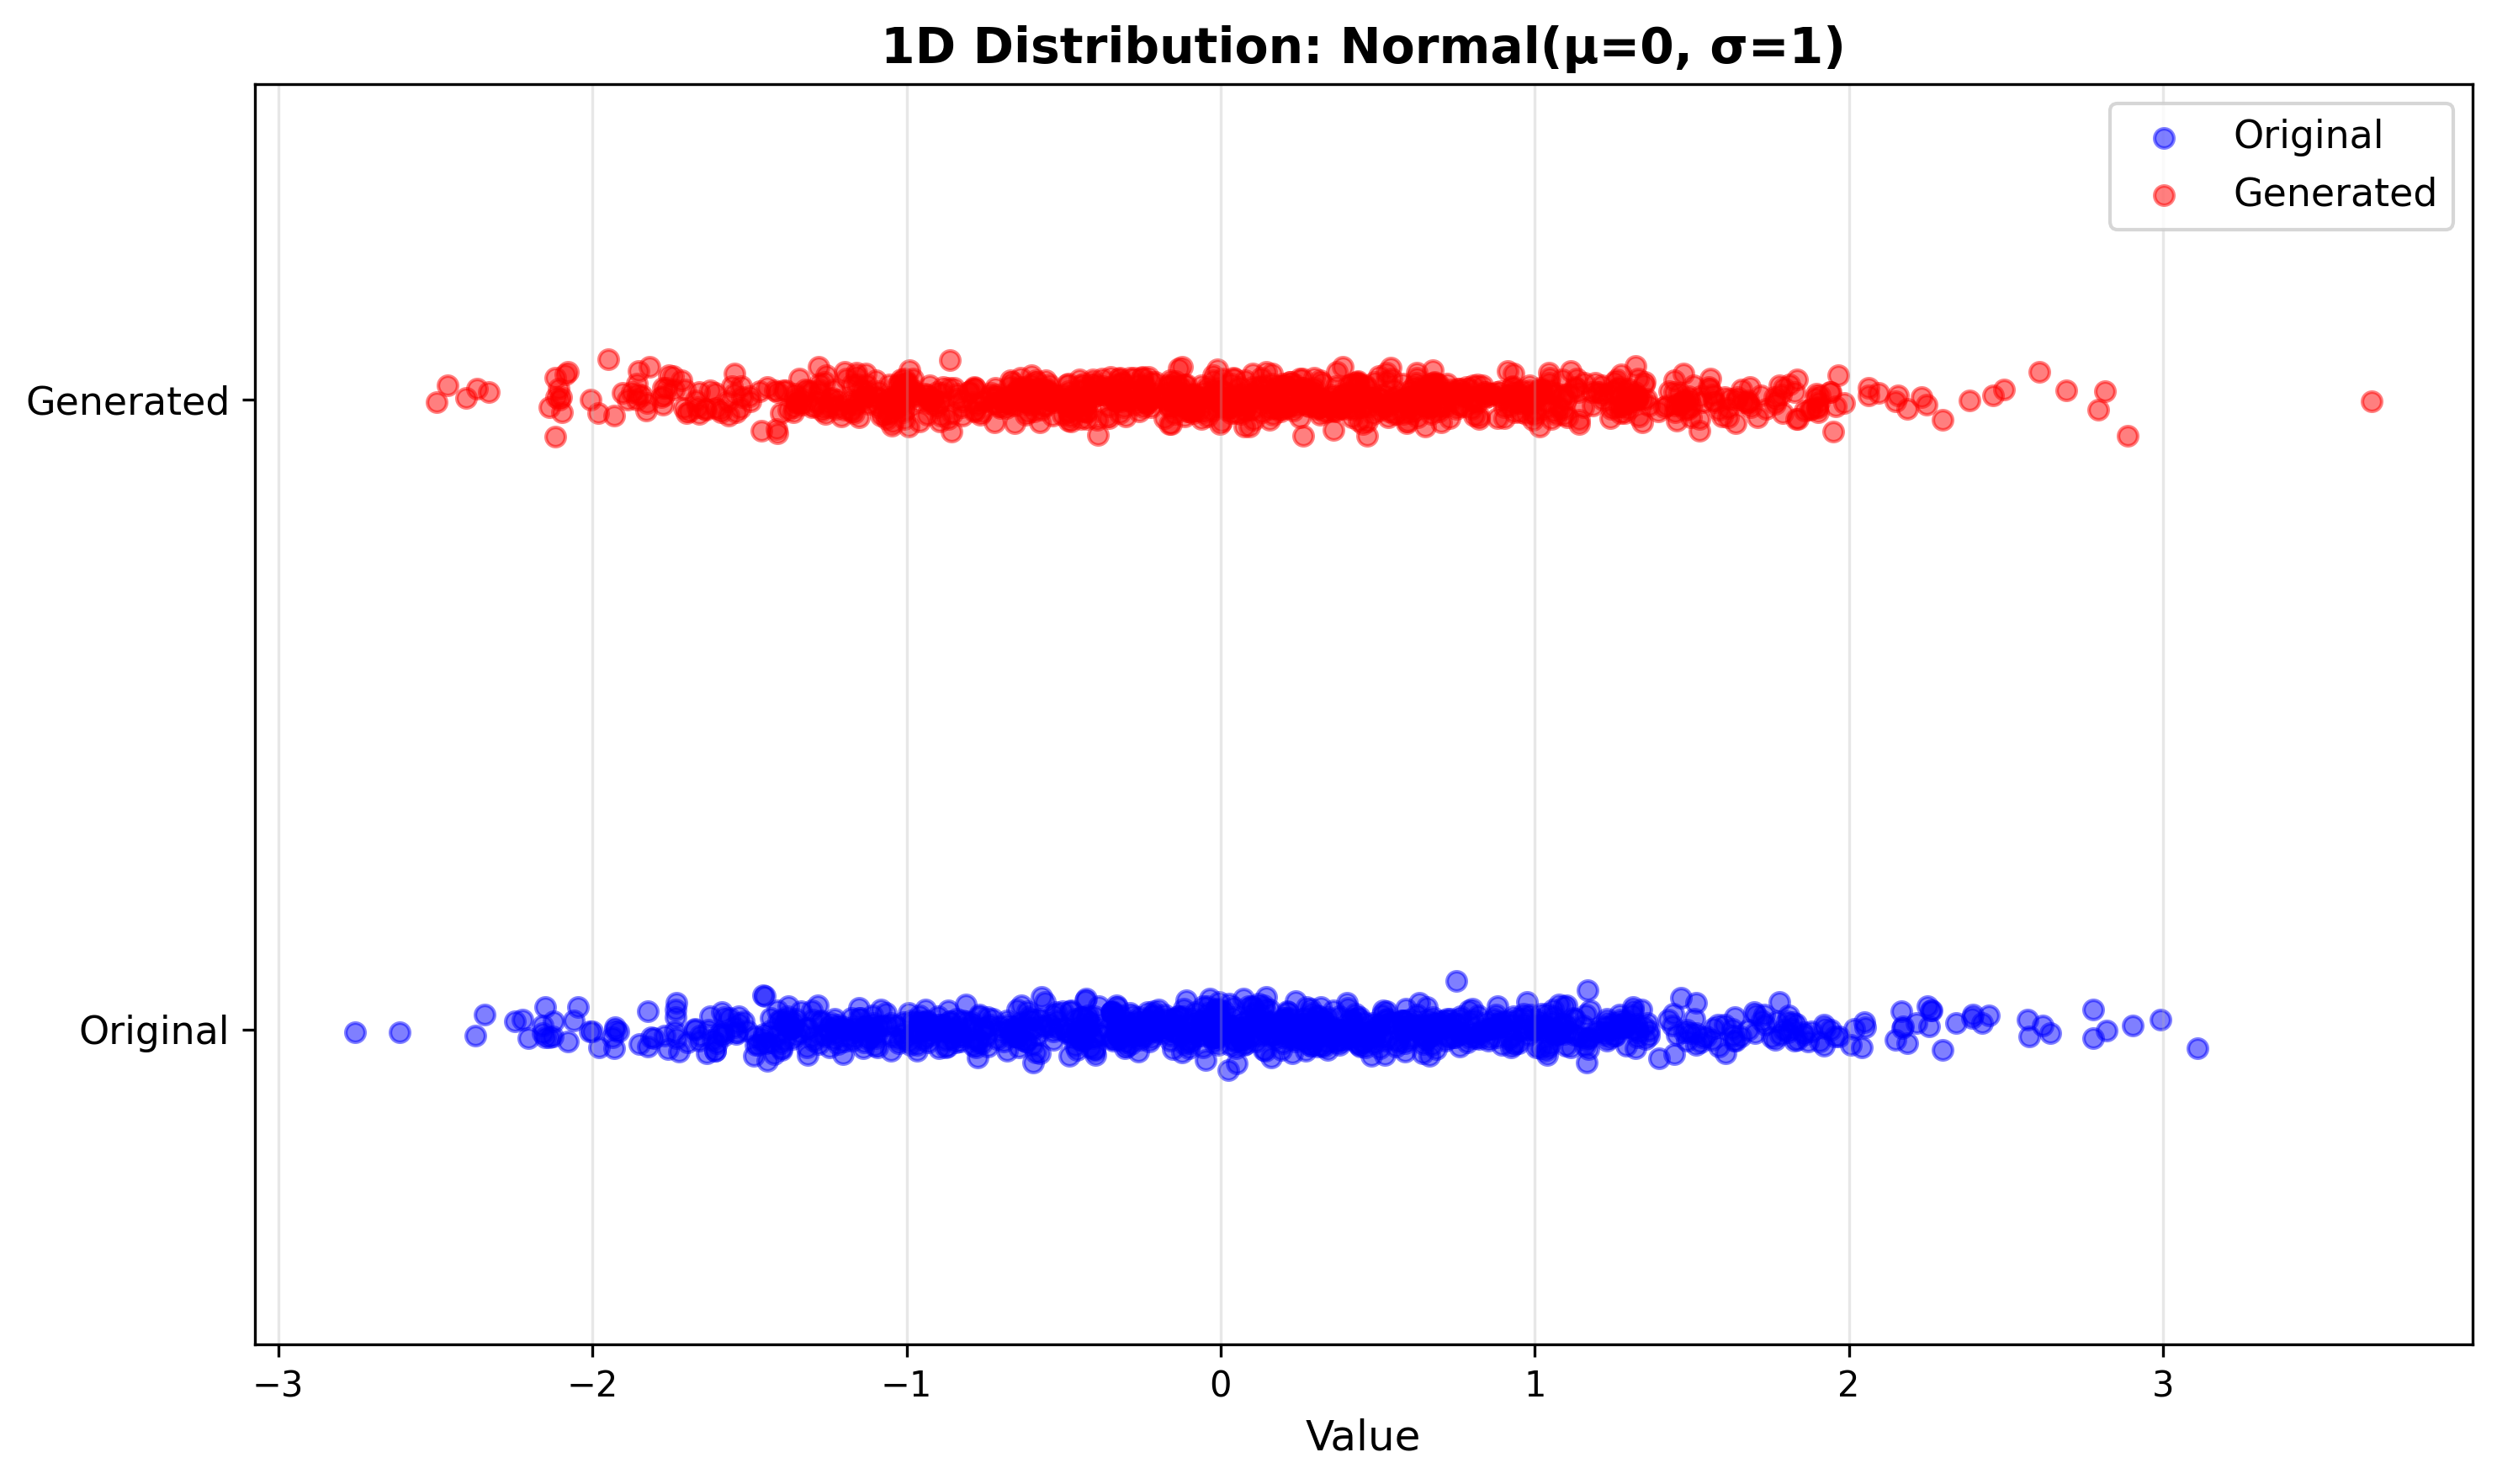 1D Distribution: Normal(μ=0, σ=1)
Original
Generated
Generated
Original
−3 −2 −1 0 1 2 3
Value